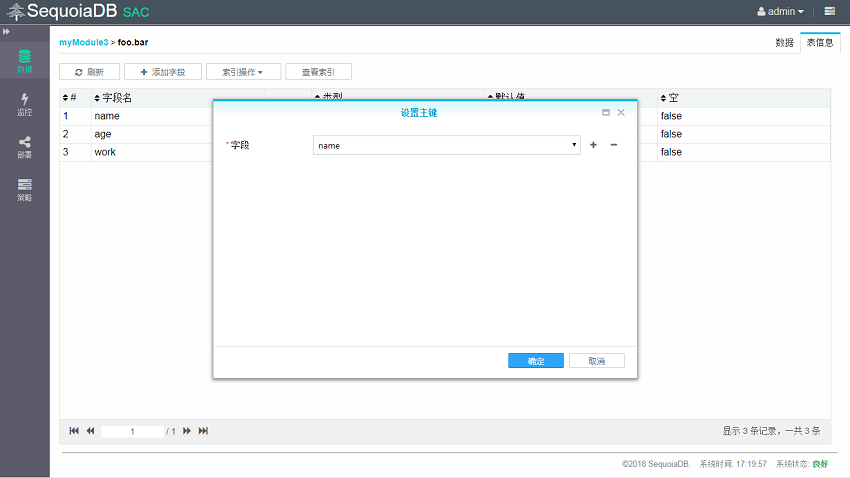 SequoiaDB SAC
admin
myModule3 > foo.bar
数据 表信息
数据
监控
部署
策略
刷新 添加字段 索引操作 查看索引
# 字段名 类型 默认值 空
1 name false
2 age false
3 work false
设置主键
* 字段 name
确定 取消
1 / 1
显示 3 条记录，一共 3 条
©2018 SequoiaDB. 系统时间: 17:19:57 系统状态: 良好